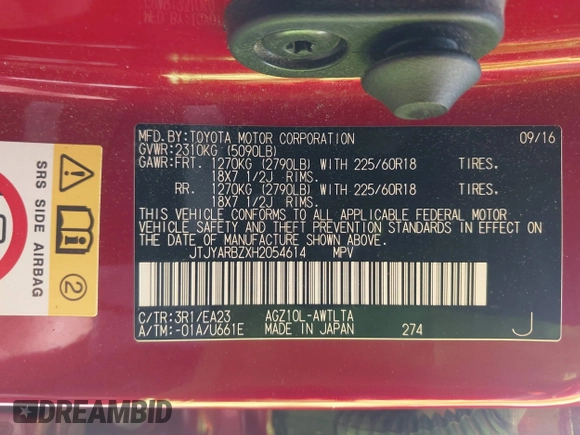 MFD.BY:TOYOTA MOTOR CORPORATION 09/16
GVWR:2310KG (5090LB)
GAWR:FRT. 1270KG (2790LB) WITH 225/60R18 TIRES.
18X7 1/2J RIMS.
RR. 1270KG (2790LB) WITH 225/60R18 TIRES.
18X7 1/2J RIMS.
THIS VEHICLE CONFORMS TO ALL APPLICABLE FEDERAL MOTOR
VEHICLE SAFETY AND THEFT PREVENTION STANDARDS IN EFFECT ON
THE DATE OF MANUFACTURE SHOWN ABOVE.
JTJYARBZXH2054614 MPV
C/TR:3R1/EA23 AGZ10L-AWTLTA
A/TM:-01A/U661E MADE IN JAPAN 274 J
SRS SIDE AIRBAG
2
DREAMBID